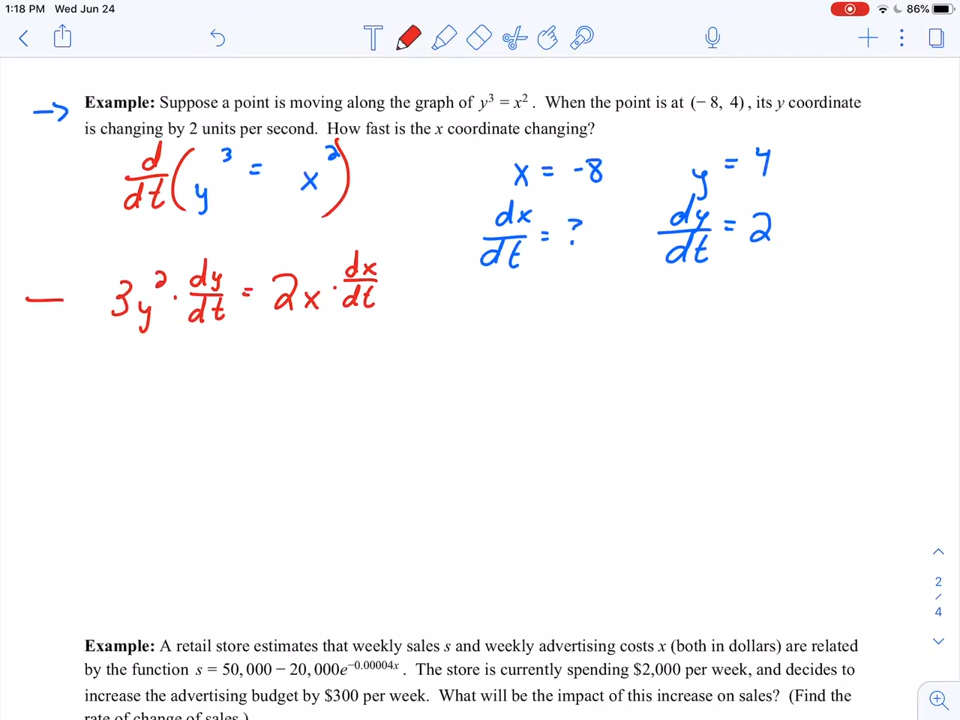 1:18 PM Wed Jun 24 86%
T
Example: Suppose a point is moving along the graph of y³ = x² . When the point is at (− 8, 4) , its y coordinate
is changing by 2 units per second. How fast is the x coordinate changing?
d/dt ( y³ = x² )
x = -8 y = 4
dx/dt = ? dy/dt = 2
3y² · dy/dt = 2x · dx/dt
2
/
4
Example: A retail store estimates that weekly sales s and weekly advertising costs x (both in dollars) are related
by the function s = 50,000 − 20,000e^−0.00004x . The store is currently spending $2,000 per week, and decides to
increase the advertising budget by $300 per week. What will be the impact of this increase on sales? (Find the
rate of change of sales.)